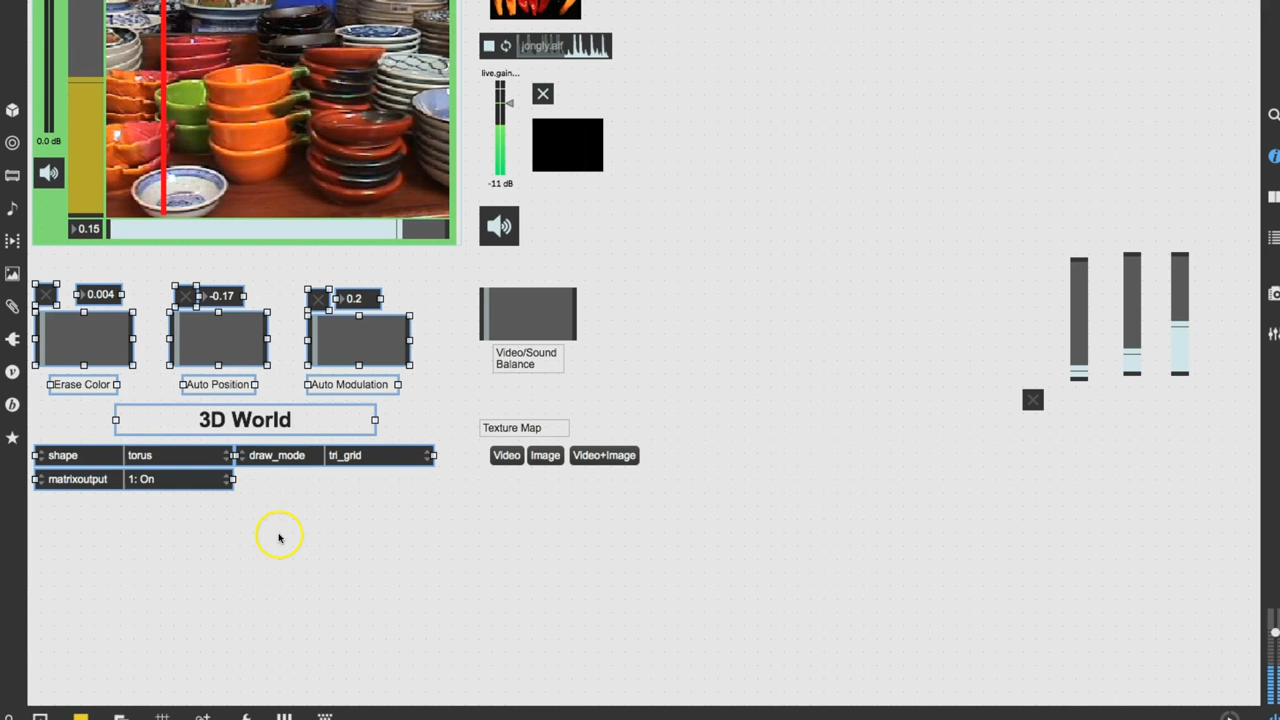 jongly.aif
live.gain...
0.0 dB
-11 dB
0.15
0.004
-0.17
0.2
Erase Color
Auto Position
Auto Modulation
Video/Sound
Balance
3D World
Texture Map
shape
torus
draw_mode
tri_grid
Video
Image
Video+Image
matrixoutput
1: On